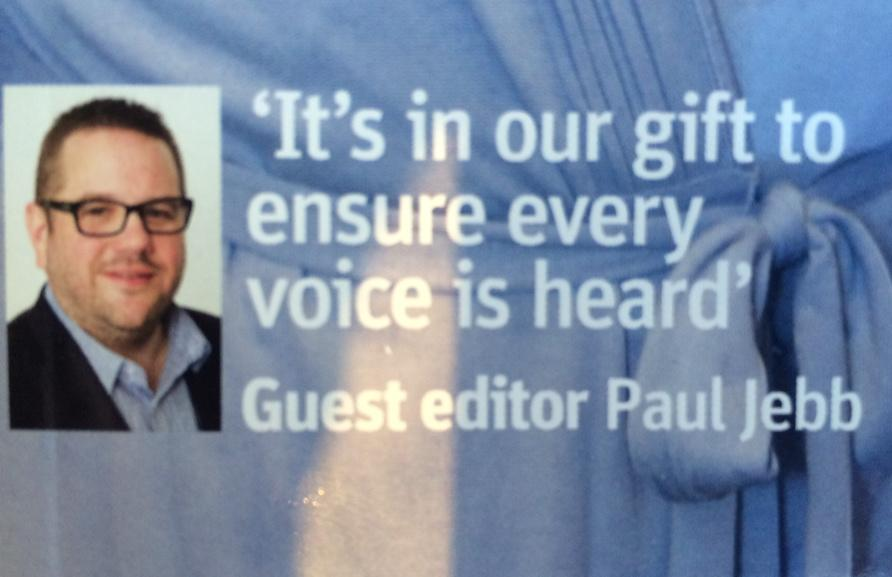 ‘It’s in our gift to
ensure every
voice is heard’
Guest editor Paul Jebb